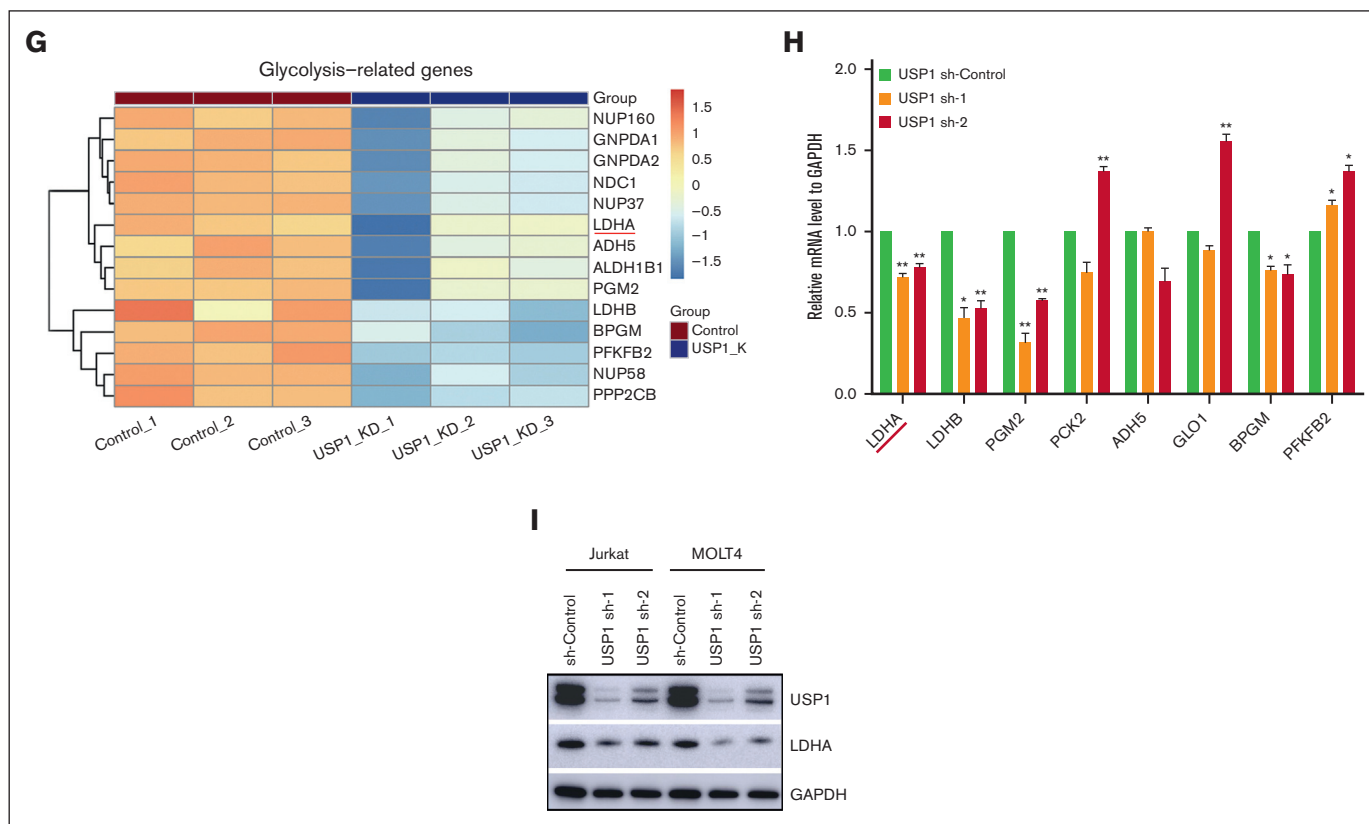 G
Glycolysis–related genes
Group
NUP160
GNPDA1
GNPDA2
NDC1
NUP37
LDHA
ADH5
ALDH1B1
PGM2
LDHB
BPGM
PFKFB2
NUP58
PPP2CB
1.5
1
0.5
0
−0.5
−1
−1.5
Group
Control
USP1_K
Control_1
Control_2
Control_3
USP1_KD_1
USP1_KD_2
USP1_KD_3
H
Relative mRNA level to GAPDH
2.0
1.5
1.0
0.5
0.0
USP1 sh-Control
USP1 sh-1
USP1 sh-2
** **
* **
** **
**
**
* *
* *
LDHA
LDHB
PGM2
PCK2
ADH5
GLO1
BPGM
PFKFB2
I
Jurkat
MOLT4
sh-Control
USP1 sh-1
USP1 sh-2
sh-Control
USP1 sh-1
USP1 sh-2
USP1
LDHA
GAPDH